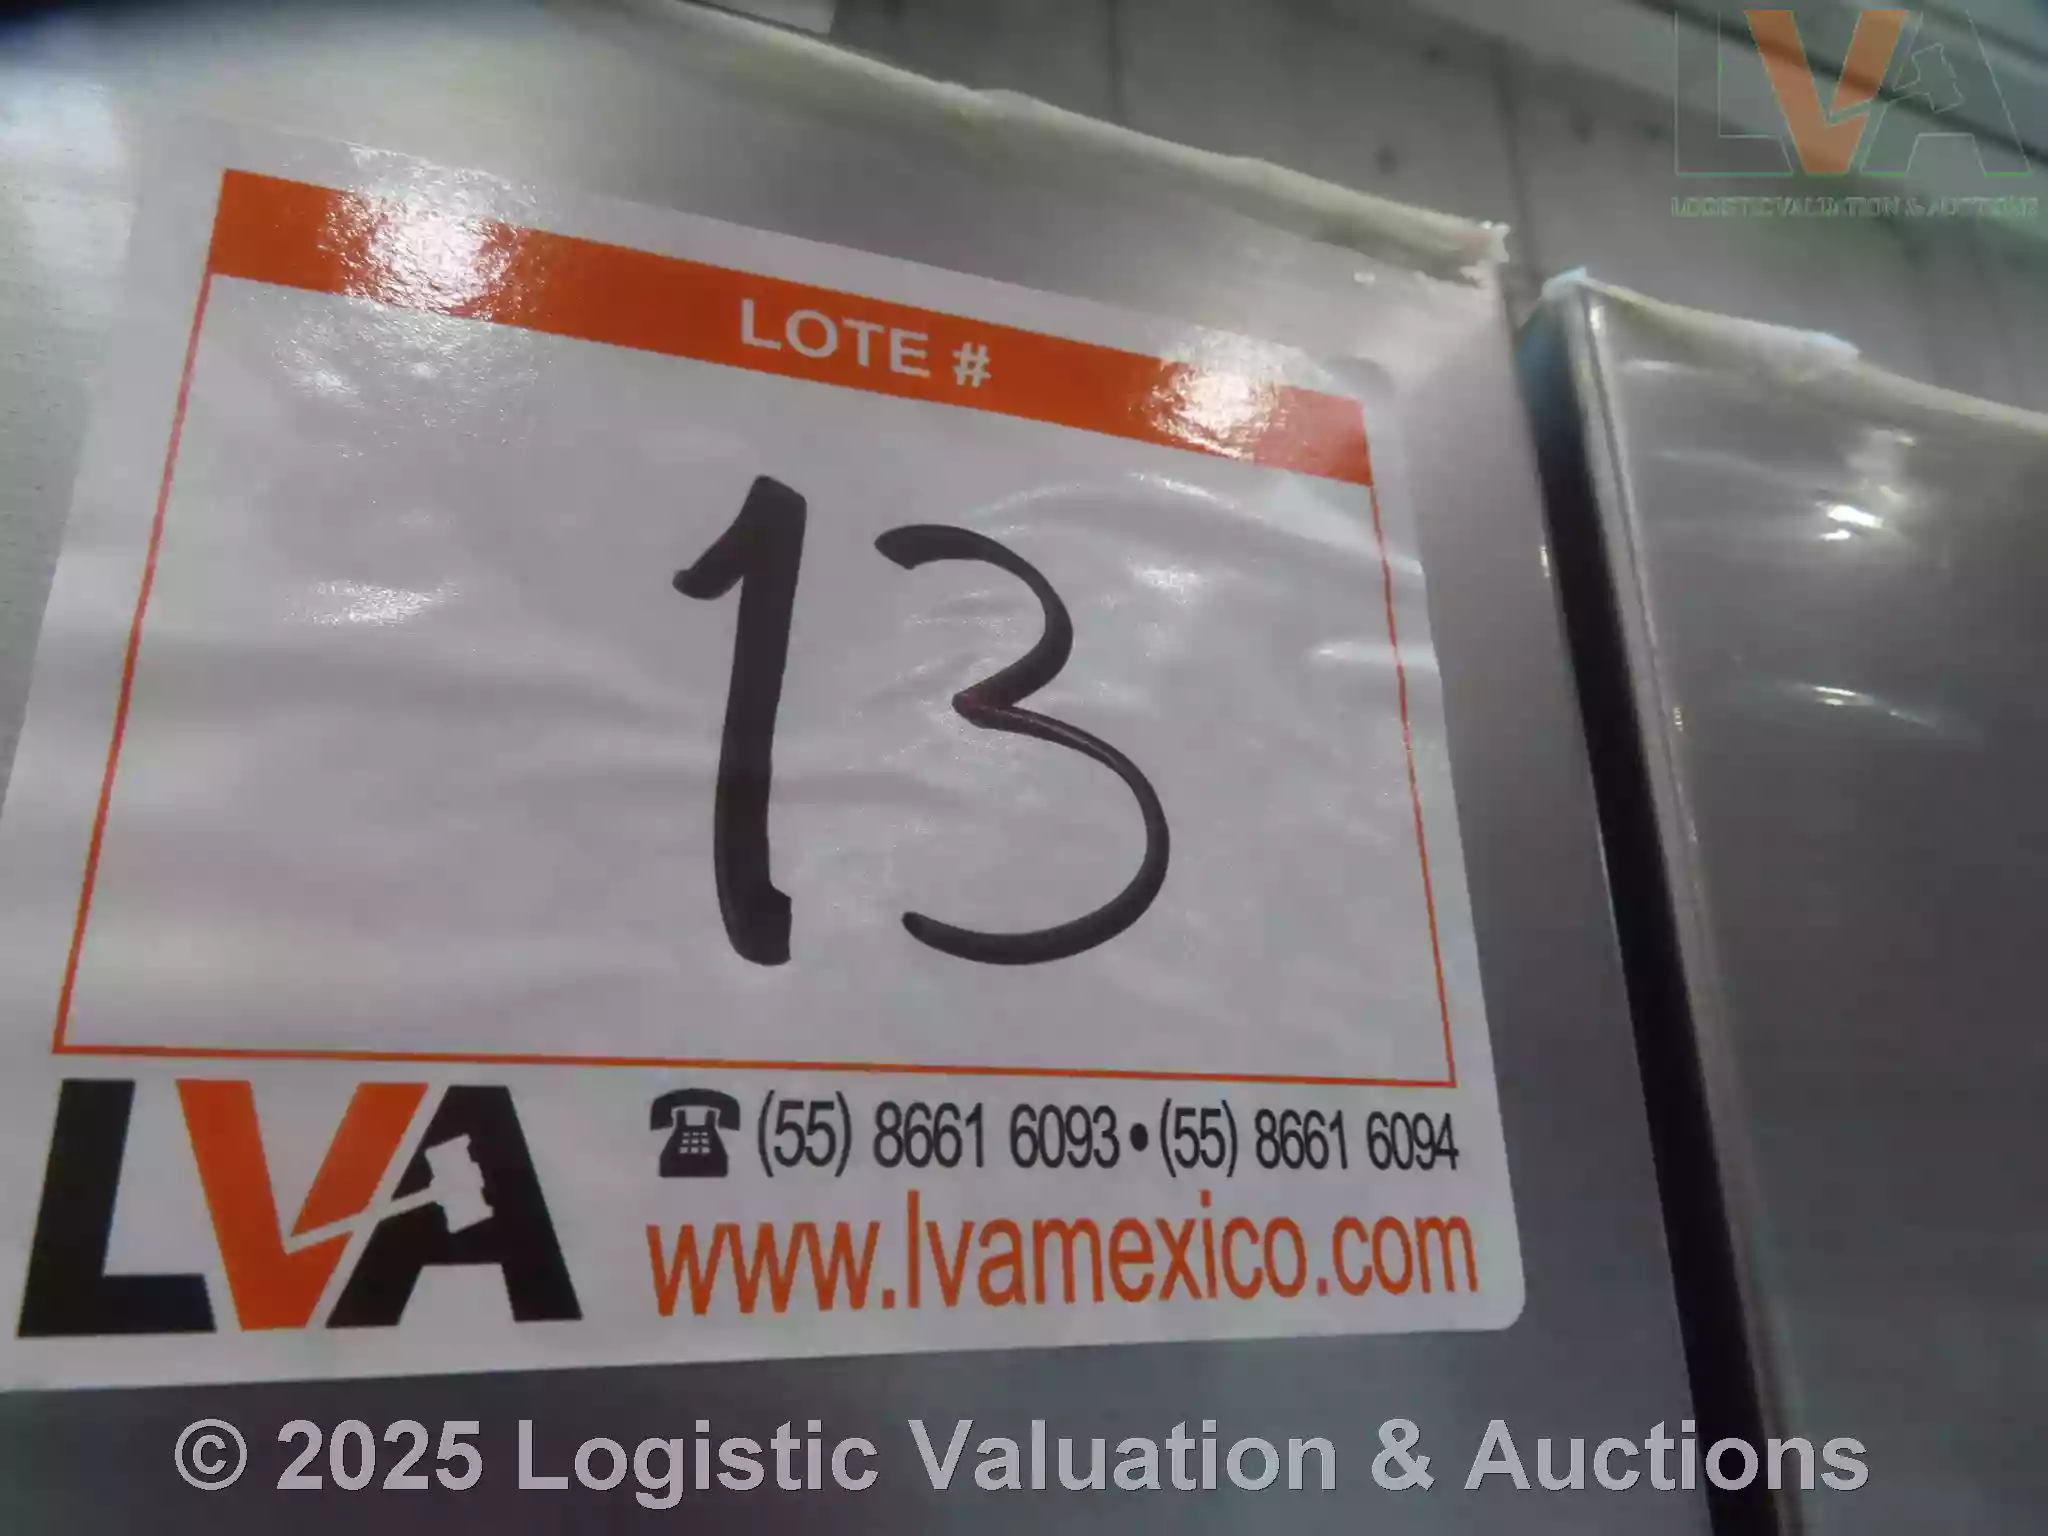 LVA
LOGISTIC VALUATION & AUCTIONS
LOTE #
13
LVA
(55) 8661 6093 • (55) 8661 6094
www.lvamexico.com
© 2025 Logistic Valuation & Auctions